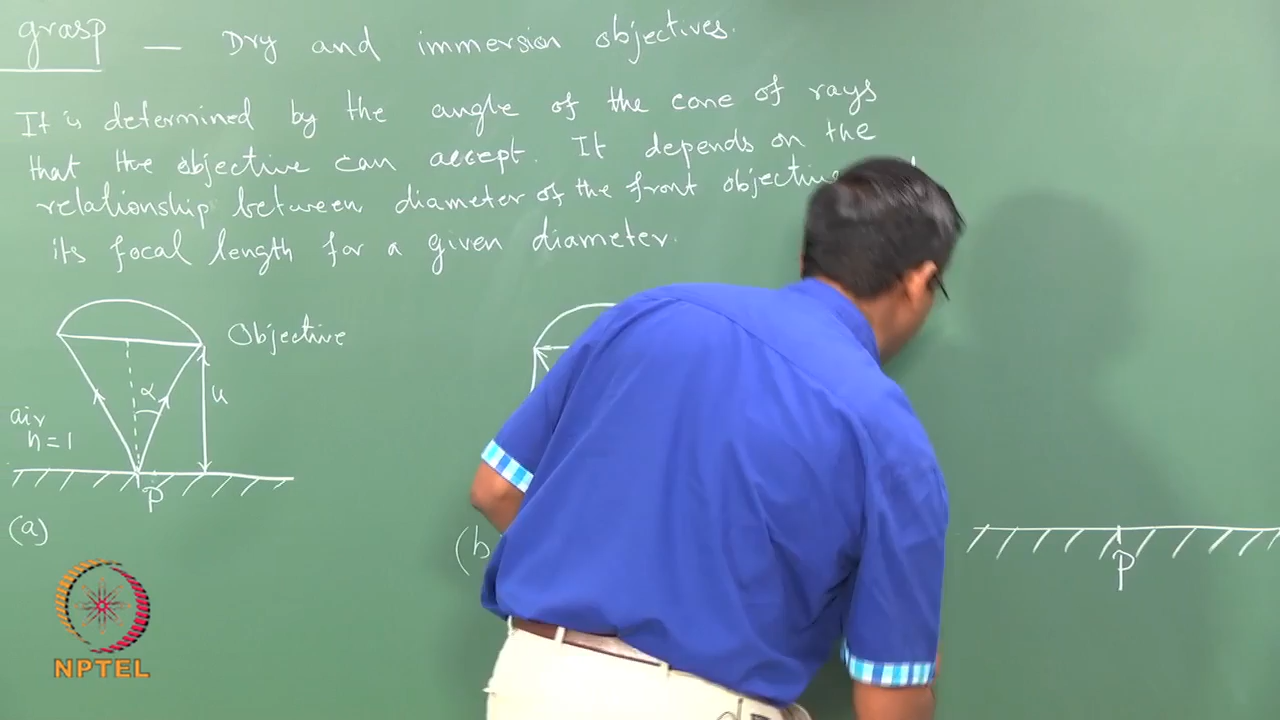 grasp — Dry and immersion objectives.
It is determined by the angle of the cone of rays
that the objective can accept. It depends on the
relationship between diameter of the front objective
its focal length for a given diameter.
Objective
α
u
air
n=1
P
(a)
(b
P
NPTEL